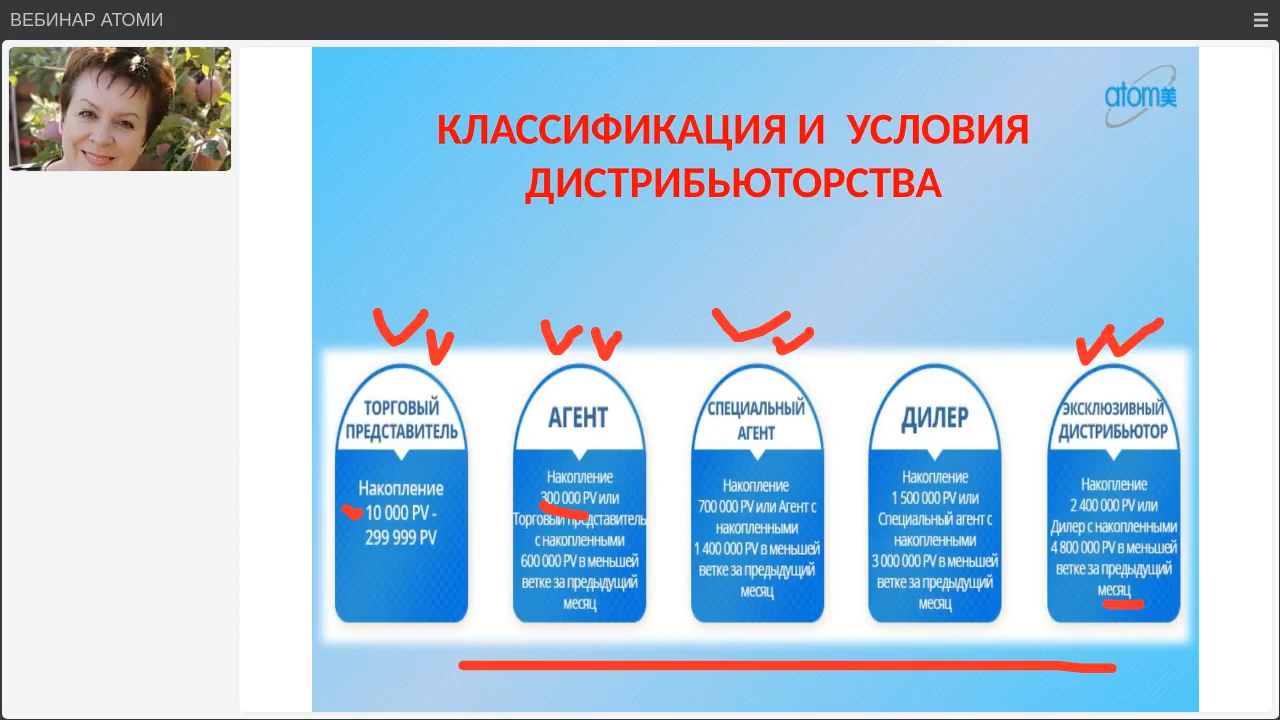 ВЕБИНАР АТОМИ
atom美
КЛАССИФИКАЦИЯ И УСЛОВИЯ
ДИСТРИБЬЮТОРСТВА
ТОРГОВЫЙ
ПРЕДСТАВИТЕЛЬ
Накопление
10 000 PV -
299 999 PV
АГЕНТ
Накопление
300 000 PV или
Торговый представитель
с накопленными
600 000 PV в меньшей
ветке за предыдущий
месяц
СПЕЦИАЛЬНЫЙ
АГЕНТ
Накопление
700 000 PV или Агент с
накопленными
1 400 000 PV в меньшей
ветке за предыдущий
месяц
ДИЛЕР
Накопление
1 500 000 PV или
Специальный агент с
накопленными
3 000 000 PV в меньшей
ветке за предыдущий
месяц
ЭКСКЛЮЗИВНЫЙ
ДИСТРИБЬЮТОР
Накопление
2 400 000 PV или
Дилер с накопленными
4 800 000 PV в меньшей
ветке за предыдущий
месяц